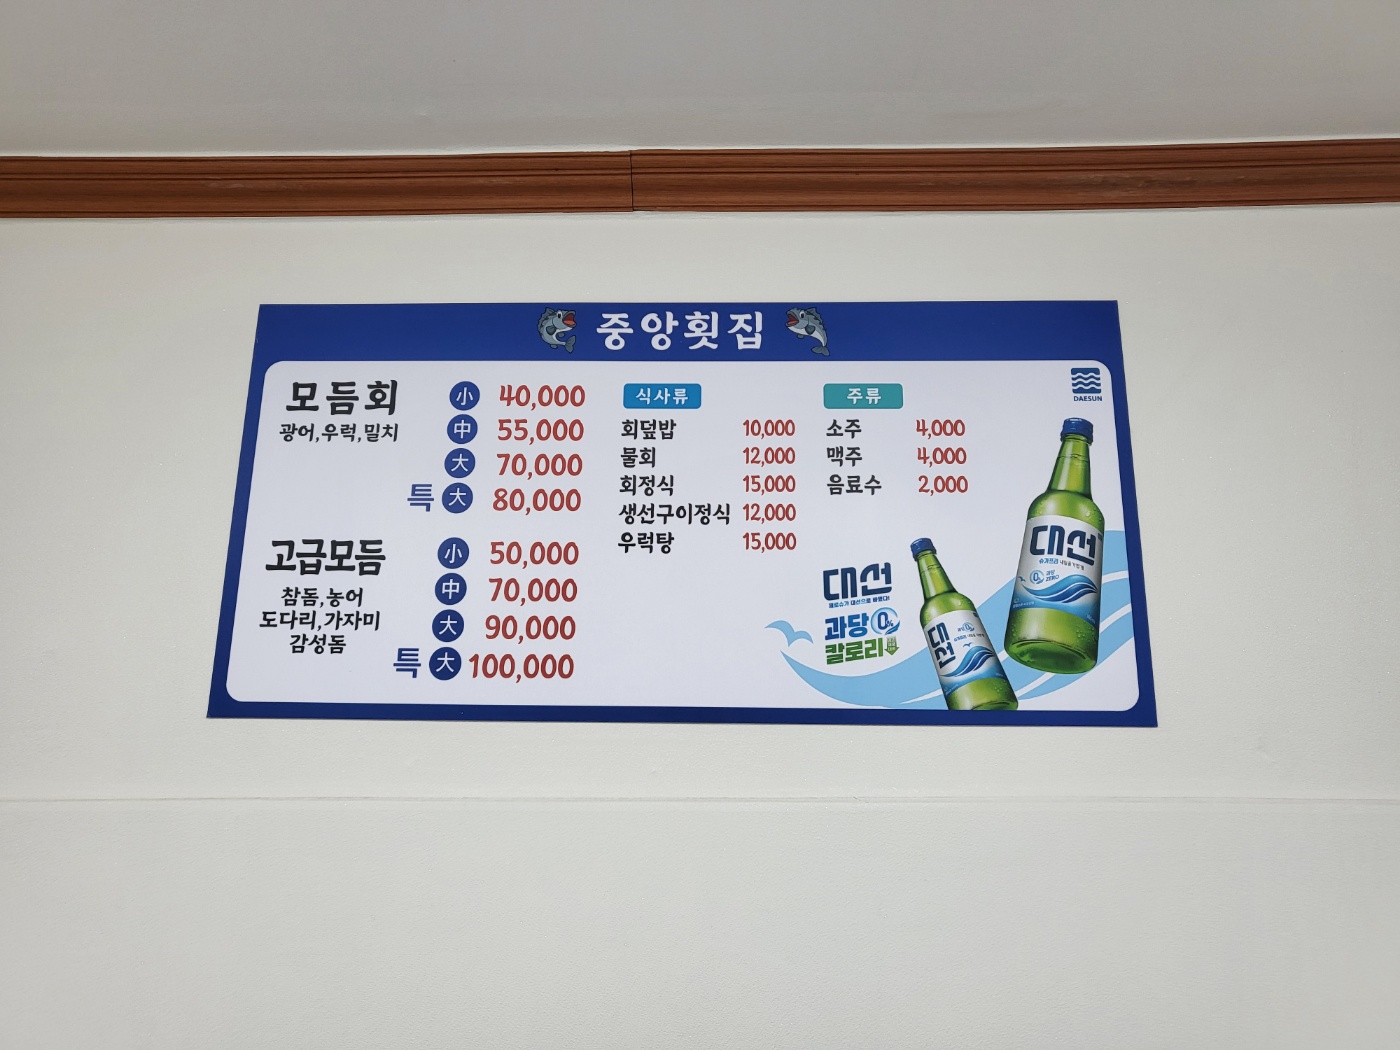 중앙횟집
모듬회
광어,우럭,밀치
小 40,000
中 55,000
大 70,000
특 大 80,000
고급모듬
참돔,농어
도다리,가자미
감성돔
小 50,000
中 70,000
大 90,000
특 大 100,000
식사류
회덮밥 10,000
물회 12,000
회정식 15,000
생선구이정식 12,000
우럭탕 15,000
주류
소주 4,000
맥주 4,000
음료수 2,000
DAESUN
대선
과당 0%
칼로리
대선
대선